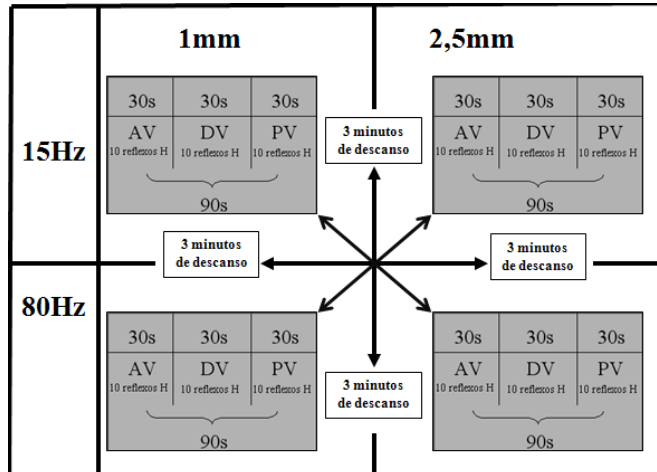 1mm
2,5mm
15Hz
30s 30s 30s
AV DV PV
10 reflexos H 10 reflexos H 10 reflexos H
90s
3 minutos
de descanso
30s 30s 30s
AV DV PV
10 reflexos H 10 reflexos H 10 reflexos H
90s
3 minutos
de descanso
3 minutos
de descanso
80Hz
30s 30s 30s
AV DV PV
10 reflexos H 10 reflexos H 10 reflexos H
90s
3 minutos
de descanso
30s 30s 30s
AV DV PV
10 reflexos H 10 reflexos H 10 reflexos H
90s